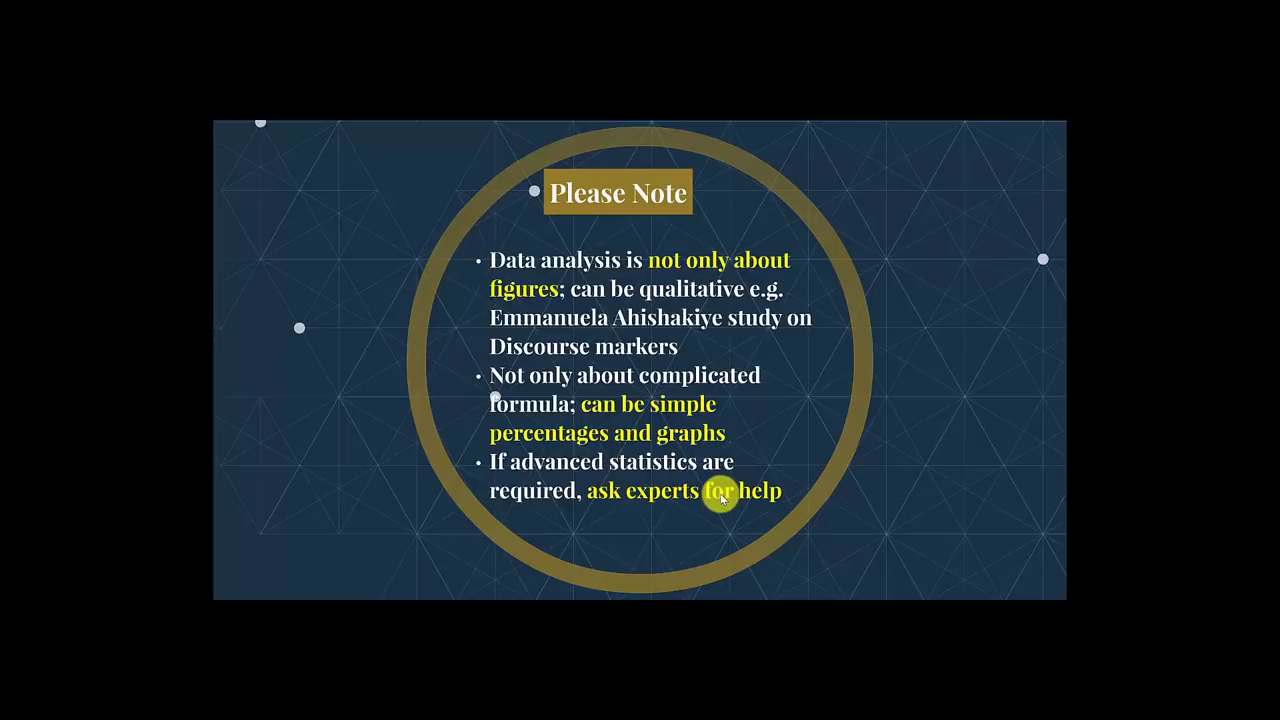 Please Note
• Data analysis is not only about
figures; can be qualitative e.g.
Emmanuela Ahishakiye study on
Discourse markers
• Not only about complicated
formula; can be simple
percentages and graphs
• If advanced statistics are
required, ask experts for help